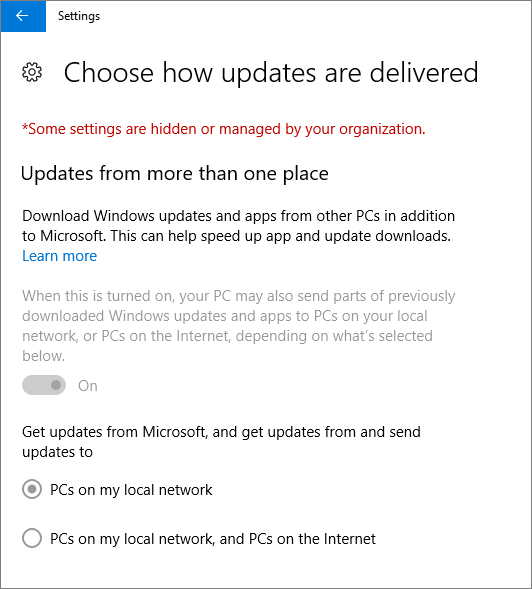 Settings
Choose how updates are delivered
*Some settings are hidden or managed by your organization.
Updates from more than one place
Download Windows updates and apps from other PCs in addition
to Microsoft. This can help speed up app and update downloads.
Learn more
When this is turned on, your PC may also send parts of previously
downloaded Windows updates and apps to PCs on your local
network, or PCs on the Internet, depending on what's selected
below.
On
Get updates from Microsoft, and get updates from and send
updates to
PCs on my local network
PCs on my local network, and PCs on the Internet